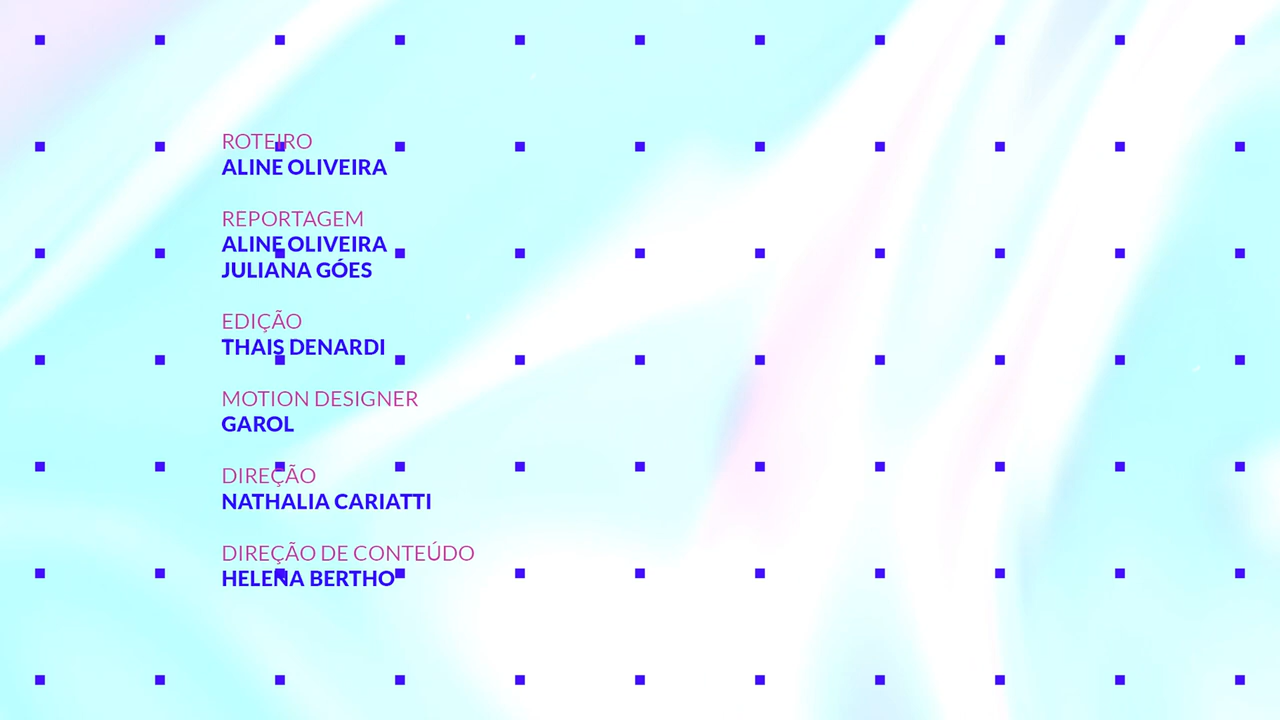 ROTEIRO
ALINE OLIVEIRA
REPORTAGEM
ALINE OLIVEIRA
JULIANA GÓES
EDIÇÃO
THAIS DENARDI
MOTION DESIGNER
GAROL
DIREÇÃO
NATHALIA CARIATTI
DIREÇÃO DE CONTEÚDO
HELENA BERTHO